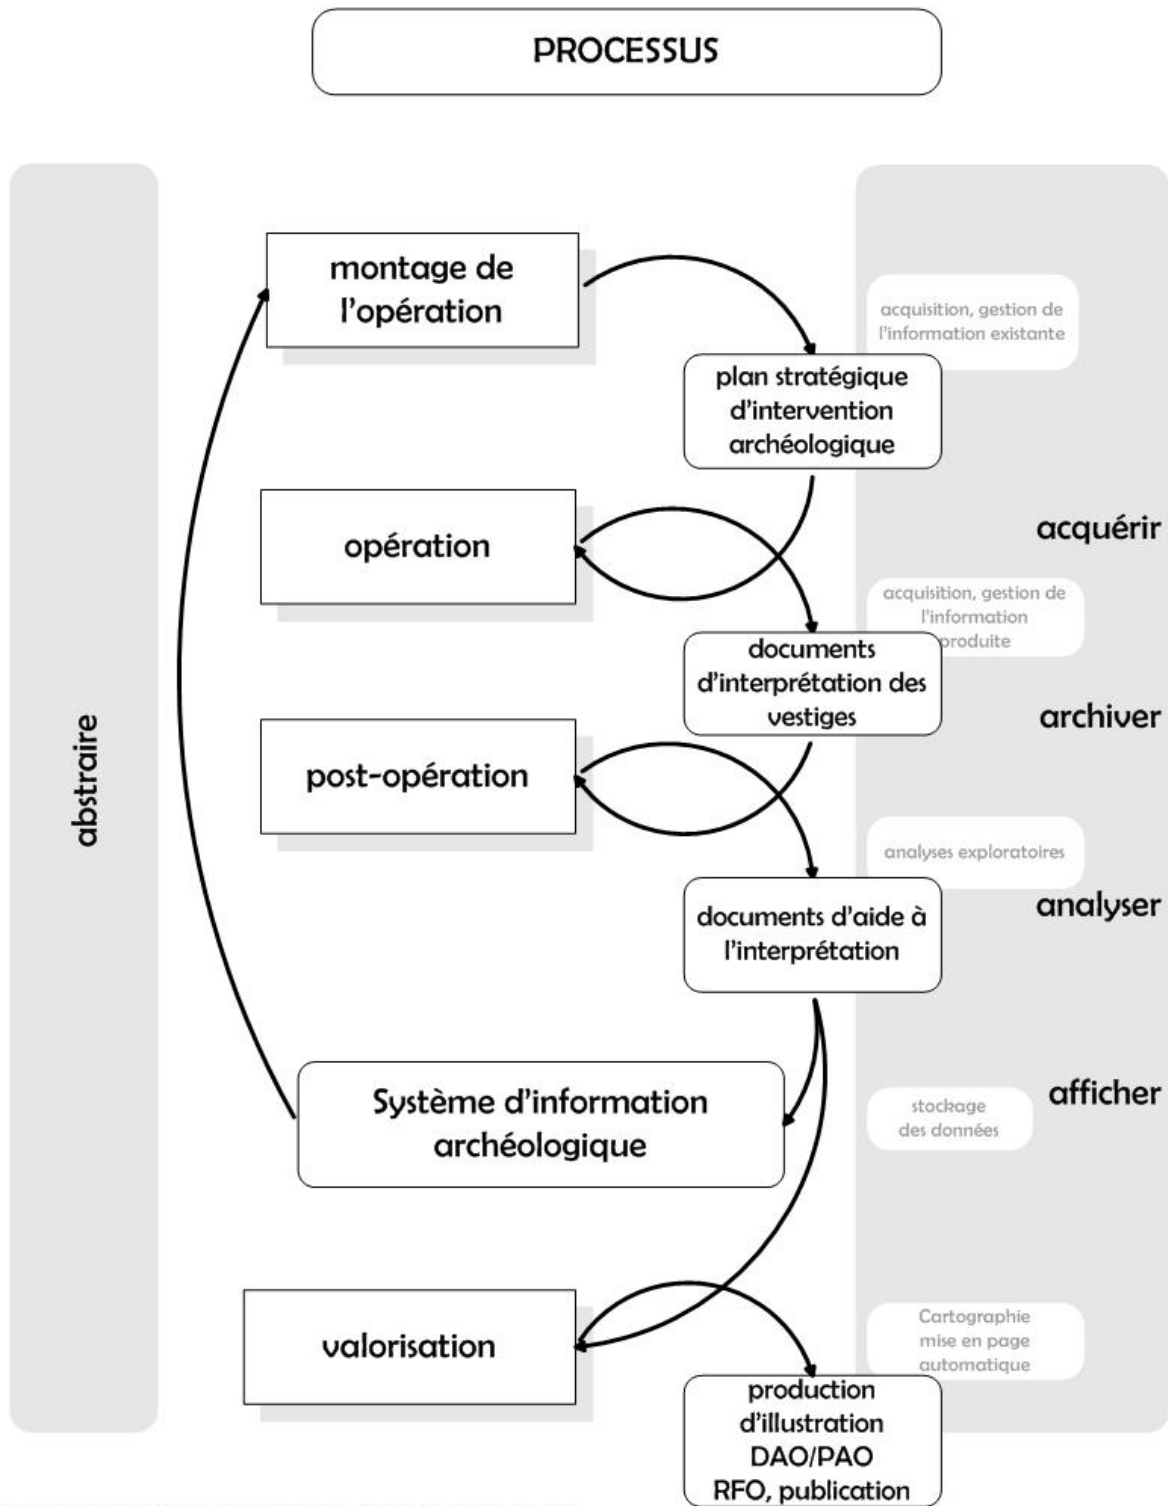 PROCESSUS
montage de
l'opération
acquisition, gestion de
l'information existante
plan stratégique
d'intervention
archéologique
opération
acquérir
acquisition, gestion de
l'information
produite
documents
d'interprétation des
vestiges
archiver
abstraire
post-opération
analyses exploratoires
analyser
documents d'aide à
l'interprétation
Système d'information
archéologique
afficher
stockage
des données
valorisation
Cartographie
mise en page
automatique
production
d'illustration
DAO/PAO
RFO, publication